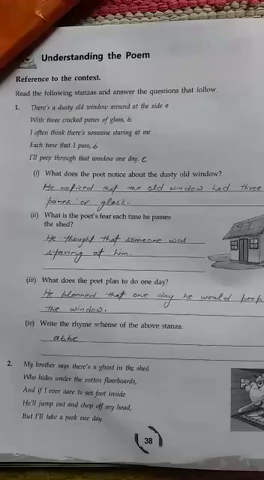 Understanding the Poem
Reference to the context.
Read the following stanzas and answer the questions that follow.
1. There's a dusty old window around at the side a
With three cracked panes of glass, b
I often think there's someone staring at me
Each time that I pass, b
I'll peep through that window one day. c
(i) What does the poet notice about the dusty old window?
He noticed that the old window had three
panes of glass.
(ii) What is the poet's fear each time he passes
the shed?
He thought that someone was
staring at him.
(iii) What does the poet plan to do one day?
He planned that one day he would peep
the window.
(iv) Write the rhyme scheme of the above stanza.
abbc
2. My brother says there's a ghost in the shed
Who hides under the rotten floorboards,
And if I ever dare to set foot inside
He'll jump out and chop off my head,
But I'll take a peek one day.
38